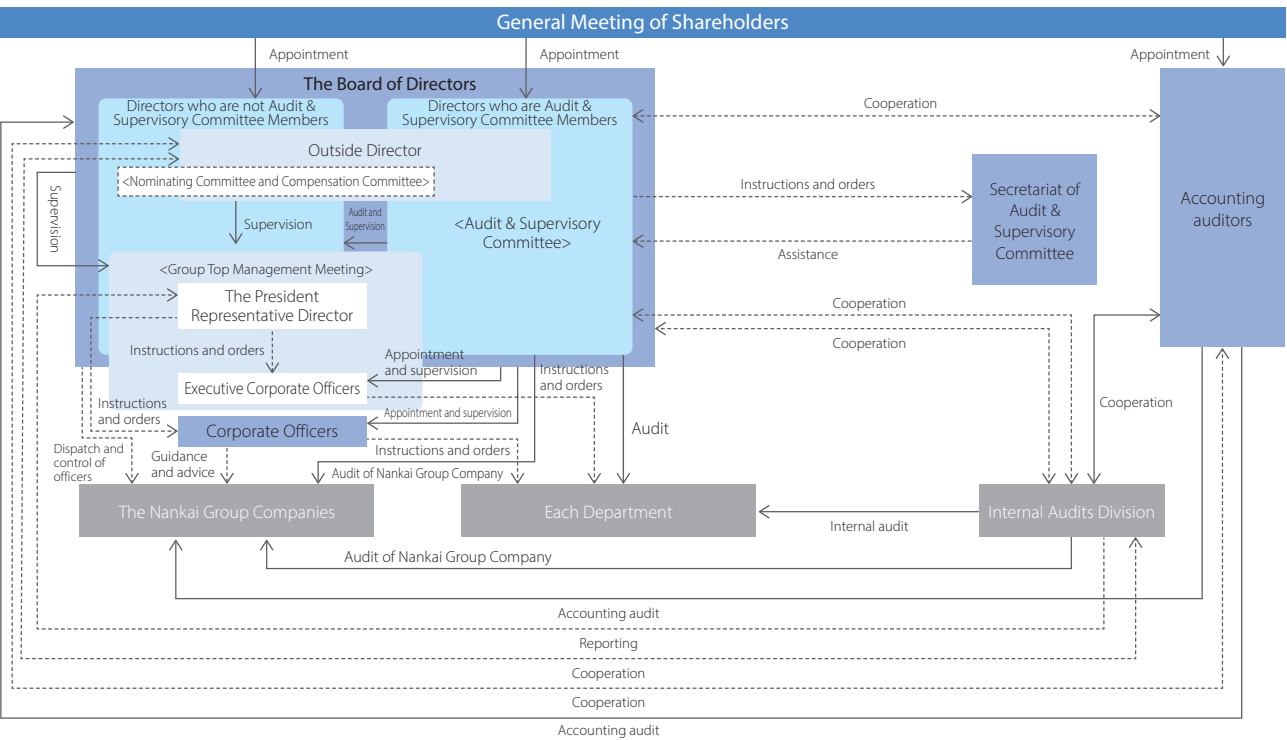 General Meeting of Shareholders
Appointment
Appointment
Appointment
The Board of Directors
Directors who are not Audit &
Supervisory Committee Members
Directors who are Audit &
Supervisory Committee Members
Cooperation
Outside Director
<Nominating Committee and Compensation Committee>
Supervision
Supervision
Audit and
Supervision
<Audit & Supervisory
Committee>
Instructions and orders
Assistance
Secretariat of
Audit &
Supervisory
Committee
Accounting
auditors
<Group Top Management Meeting>
The President
Representative Director
Instructions and orders
Executive Corporate Officers
Appointment
and supervision
Cooperation
Cooperation
Instructions
and orders
Cooperation
Instructions
and orders
Appointment and supervision
Corporate Officers
Audit
Dispatch and
control of
officers
Guidance
and advice
Instructions and orders
Audit of Nankai Group Company
The Nankai Group Companies
Each Department
Internal Audits Division
Internal audit
Audit of Nankai Group Company
Accounting audit
Reporting
Cooperation
Cooperation
Accounting audit